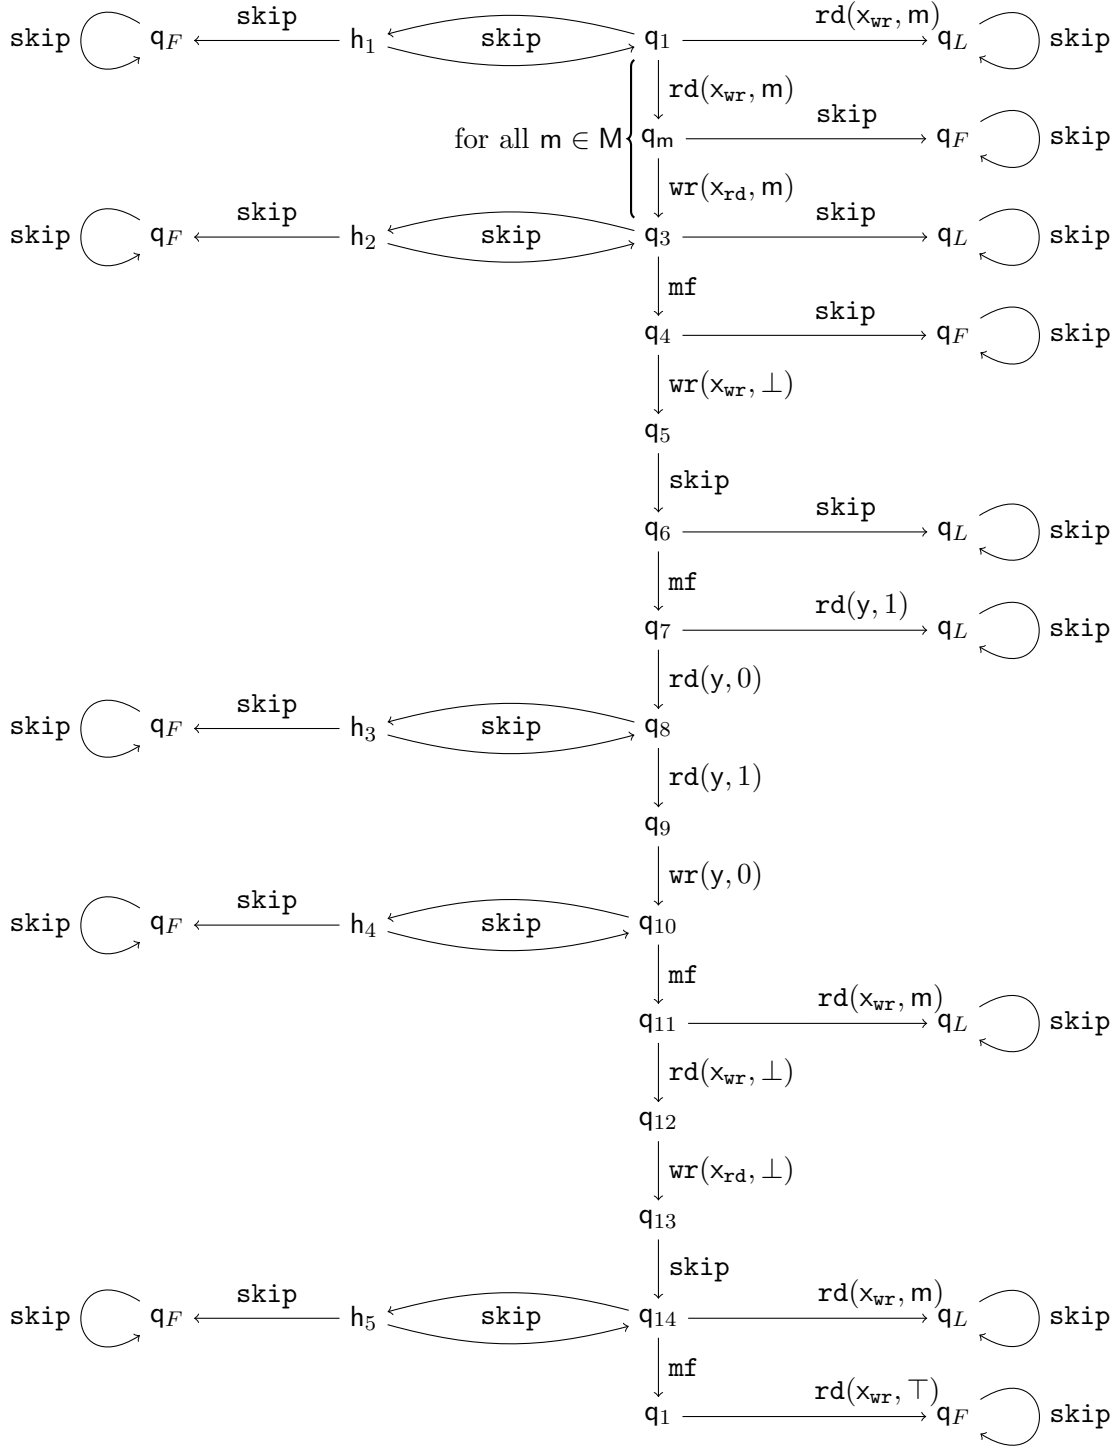 skip q_F skip h_1 skip q_1 rd(x_wr, m) q_L skip
rd(x_wr, m)
for all m ∈ M q_m skip q_F skip
wr(x_rd, m)
skip q_F skip h_2 skip q_3 skip q_L skip
mf
q_4 skip q_F skip
wr(x_wr, ⊥)
q_5
skip
q_6 skip q_L skip
mf
q_7 rd(y, 1) q_L skip
rd(y, 0)
skip q_F skip h_3 skip q_8
rd(y, 1)
q_9
wr(y, 0)
skip q_F skip h_4 skip q_10
mf
q_11 rd(x_wr, m) q_L skip
rd(x_wr, ⊥)
q_12
wr(x_rd, ⊥)
q_13
skip
skip q_F skip h_5 skip q_14 rd(x_wr, m) q_L skip
mf
q_1 rd(x_wr, ⊤) q_F skip